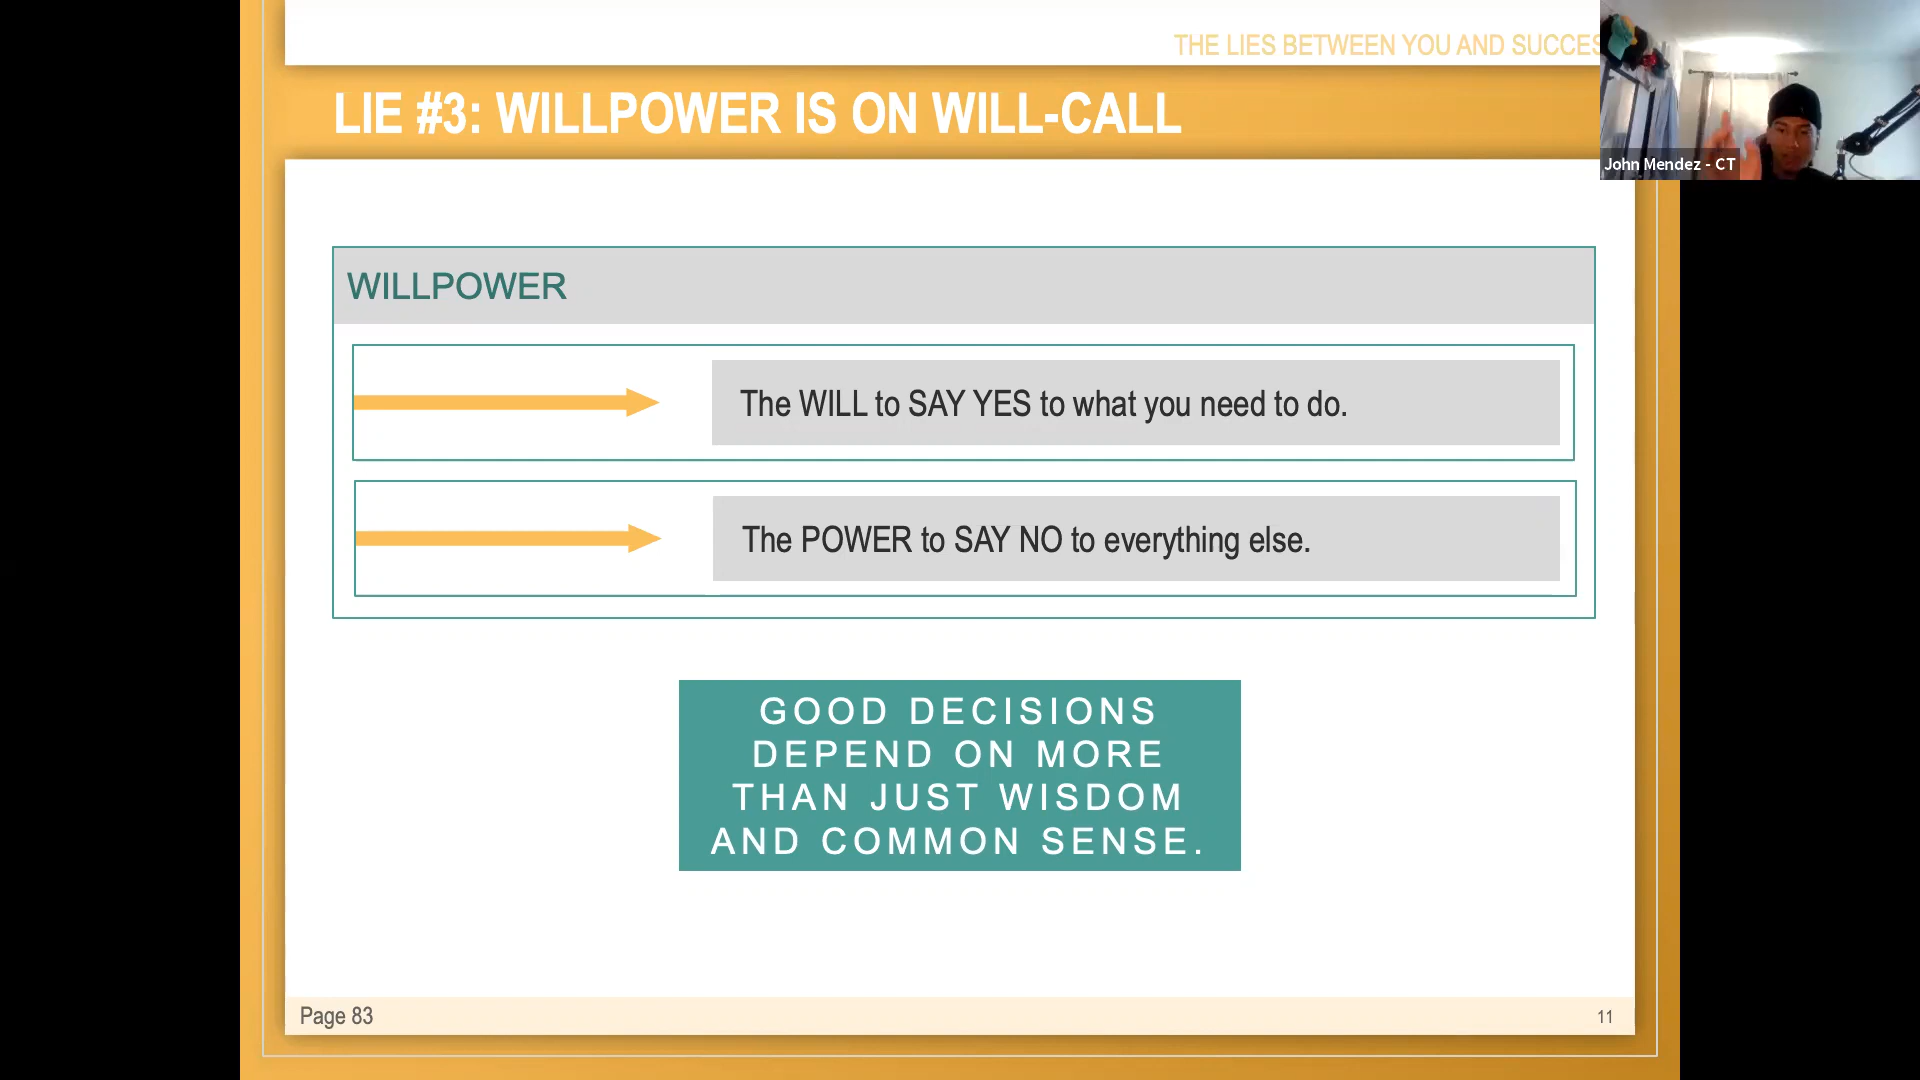 THE LIES BETWEEN YOU AND SUCCES
LIE #3: WILLPOWER IS ON WILL-CALL
John Mendez - CT
WILLPOWER
The WILL to SAY YES to what you need to do.
The POWER to SAY NO to everything else.
GOOD DECISIONS
DEPEND ON MORE
THAN JUST WISDOM
AND COMMON SENSE.
Page 83
11